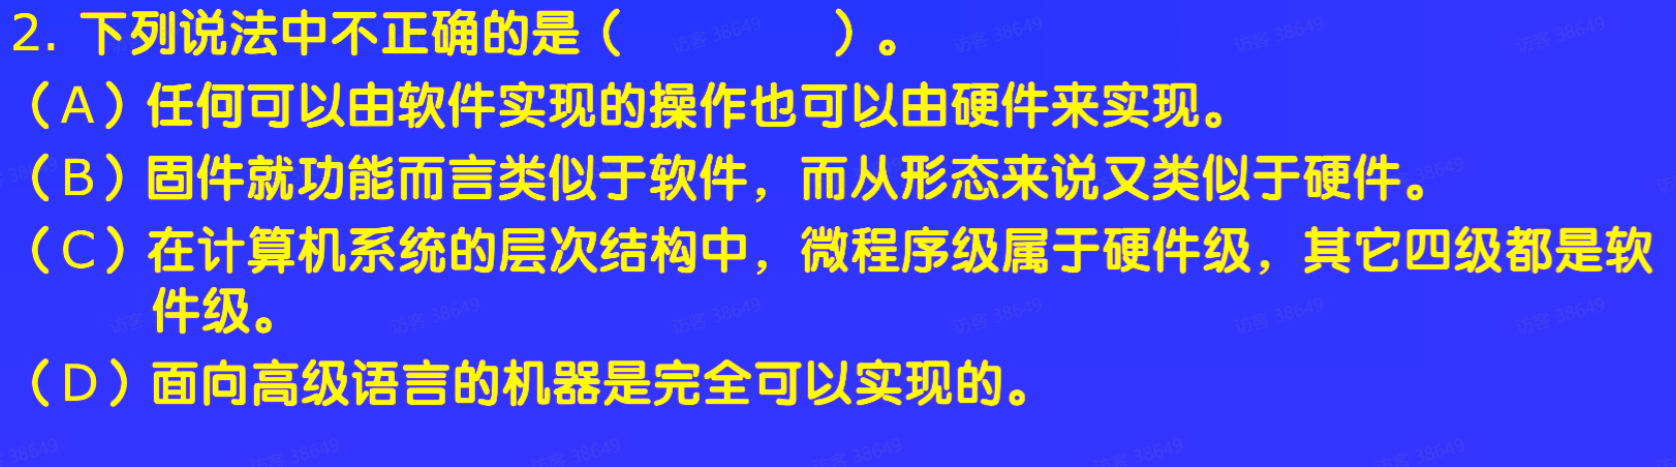 2. 下列说法中不正确的是（ ）。
（A）任何可以由软件实现的操作也可以由硬件来实现。
（B）固件就功能而言类似于软件，而从形态来说又类似于硬件。
（C）在计算机系统的层次结构中，微程序级属于硬件级，其它四级都是软
件级。
（D）面向高级语言的机器是完全可以实现的。
访客 38649